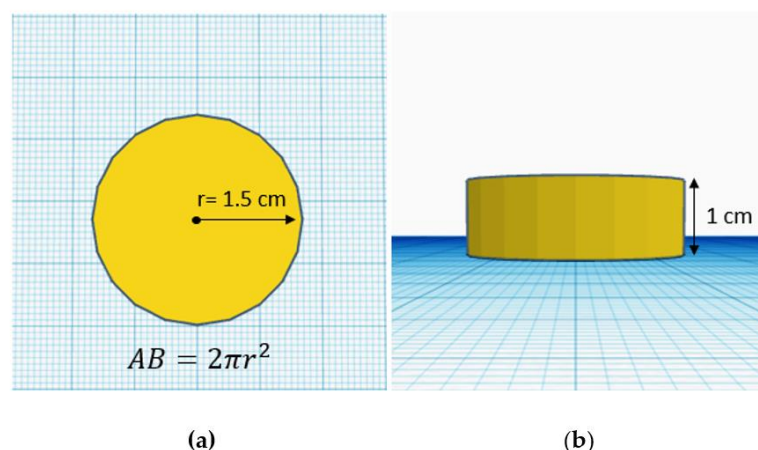 r= 1.5 cm
AB = 2πr²
1 cm
(a)
(b)